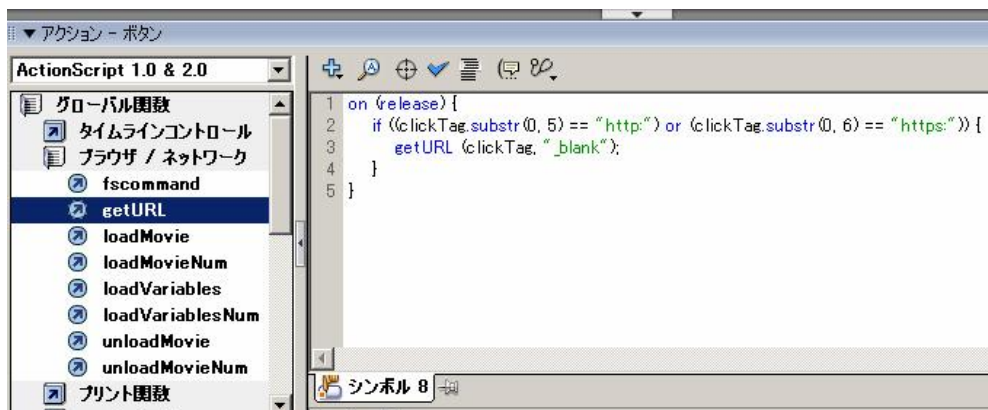 アクション - ボタン
ActionScript 1.0 & 2.0
グローバル関数
タイムラインコントロール
ブラウザ / ネットワーク
fscommand
getURL
loadMovie
loadMovieNum
loadVariables
loadVariablesNum
unloadMovie
unloadMovieNum
プリント関数
1 on (release) {
2 if ((clickTag.substr(0, 5) == "http:") or (clickTag.substr(0, 6) == "https:")) {
3 getURL (clickTag, "_blank");
4 }
5 }
シンボル 8